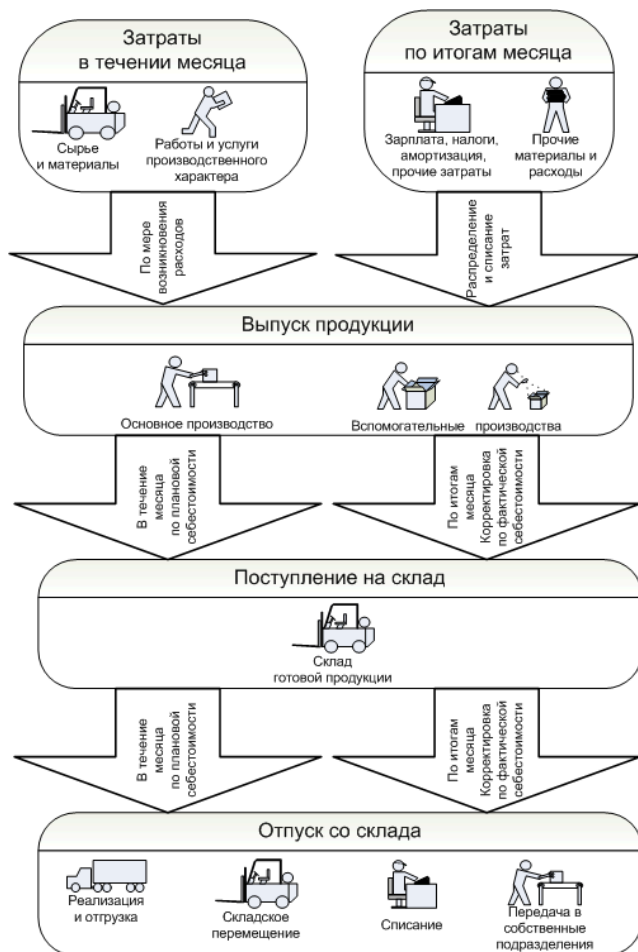 Затраты
в течении месяца
Сырье
и материалы
Работы и услуги
производственного
характера
Затраты
по итогам месяца
Зарплата, налоги,
амортизация,
прочие затраты
Прочие
материалы и
расходы
По мере
возникновения
расходов
Распределение
и списание
затрат
Выпуск продукции
Основное производство
Вспомогательные производства
В течение
месяца
по плановой
себестоимости
По итогам
месяца
Корректировка
по фактической
себестоимости
Поступление на склад
Склад
готовой продукции
В течение
месяца
по плановой
себестоимости
По итогам
месяца
Корректировка
по фактической
себестоимости
Отпуск со склада
Реализация
и отгрузка
Складское
перемещение
Списание
Передача в
собственные
подразделения